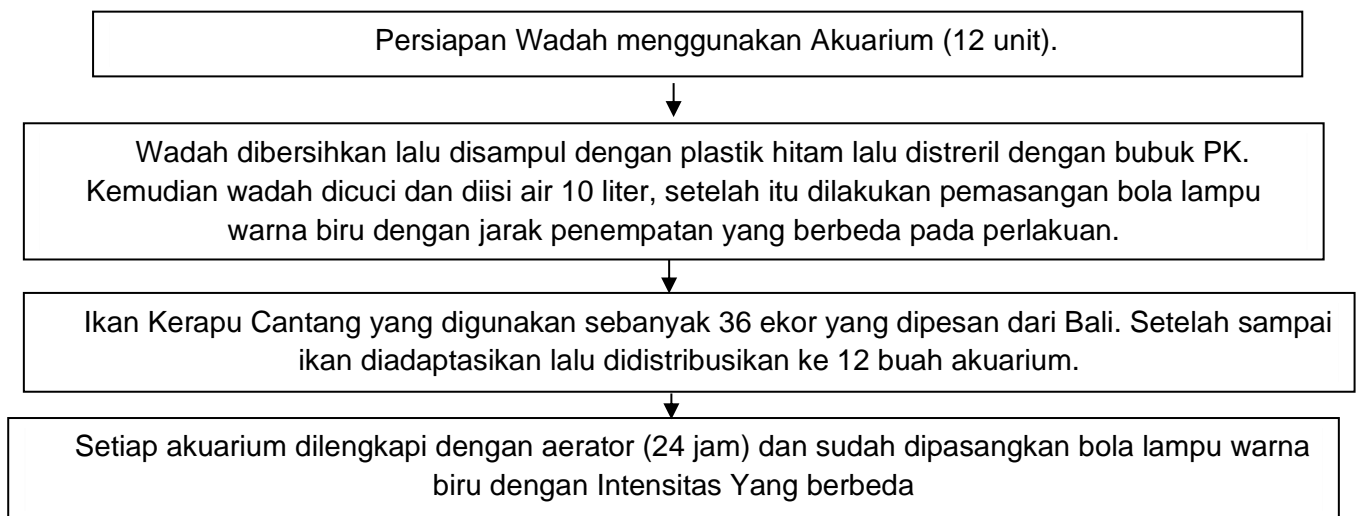 Persiapan Wadah menggunakan Akuarium (12 unit).
Wadah dibersihkan lalu disampul dengan plastik hitam lalu distreril dengan bubuk PK.
Kemudian wadah dicuci dan diisi air 10 liter, setelah itu dilakukan pemasangan bola lampu
warna biru dengan jarak penempatan yang berbeda pada perlakuan.
Ikan Kerapu Cantang yang digunakan sebanyak 36 ekor yang dipesan dari Bali. Setelah sampai
ikan diadaptasikan lalu didistribusikan ke 12 buah akuarium.
Setiap akuarium dilengkapi dengan aerator (24 jam) dan sudah dipasangkan bola lampu warna
biru dengan Intensitas Yang berbeda